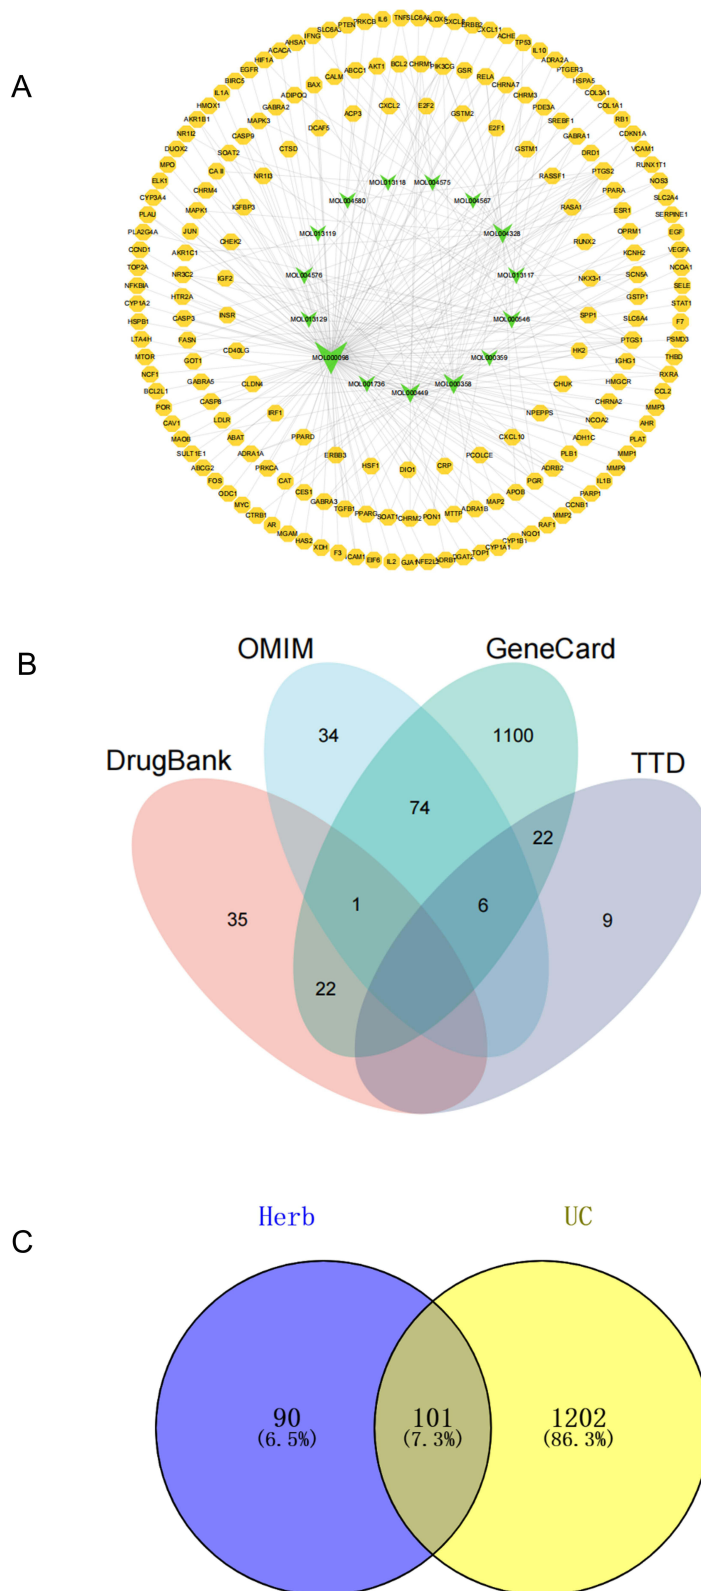 A
SLC6A3
PTEN
PRKCB
IL6
ALOX5
ERBB2
CXCL11
ACHE
TP53
IL10
ADRA2A
PTGER3
HSPA5
COL3A1
COL1A1
RB1
CDKN1A
VCAM1
RUNX1T1
NOS3
SLC2A4
SERPINE1
EGF
VEGFA
NCOA1
SELE
STAT1
F7
PSMD3
THBD
RXRA
CCL2
MMP3
AHR
PLAT
MMP1
MMP9
IL1B
PARP1
CCNB1
MMP2
RAF1
NQO1
CYP1B1
CYP1A1
TOP1
GJA1
IL2
EIF6
F3
XDH
HAS2
MGAM
AR
CTRB1
MYC
ODC1
FOS
ABCG2
SULT1E1
MAOB
CAV1
POR
BCL2L1
NCF1
MTOR
LTA4H
HSPB1
CYP1A2
NFKBIA
TOP2A
CCND1
PLA2G4A
PLAU
CYP3A4
ELK1
MPO
DUOX2
NR1I2
AKR1B1
HMOX1
IL1A
BIRC5
EGFR
HIF1A
ACACA
AHSA1
IFNG
ABCC1
AKT1
BCL2
CHRM1
PIK3CG
GSR
RELA
CHRNA7
CHRM3
PDE3A
SREBF1
GABRA1
DRD1
PTGS2
PPARA
ESR1
OPRM1
KCNH2
SCN5A
GSTP1
SLC6A4
PTGS1
IGHG1
HMGCR
CHRNA2
NCOA2
ADH1C
PLB1
ADRB2
PGR
APOB
MAP2
ADRA1B
MTTP
PON1
CHRM2
SOAT1
PPARG
TGFB1
GABRA3
CES1
CAT
PRKCA
ADRA1A
ABAT
LDLR
CASP8
GABRA5
GOT1
FASN
CASP3
HTR2A
NR3C2
AKR1C1
JUN
MAPK1
CHRM4
CA II
SOAT2
CASP9
MAPK3
GABRA2
ADIPOQ
BAX
CALM
ACP3
CXCL2
E2F2
GSTM2
E2F1
GSTM1
RASSF1
RASA1
RUNX2
NKX3-1
SPP1
HK2
CHUK
NPEPPS
CXCL10
PCOLCE
CRP
DIO1
HSF1
ERBB3
PPARD
IRF1
CLDN4
CD40LG
INSR
IGF2
CHEK2
IGFBP3
NR1I3
CTSD
DCAF5
MOL013118
MOL004575
MOL004567
MOL004328
MOL013117
MOL000546
MOL000359
MOL000358
MOL000449
MOL001736
MOL000098
MOL013129
MOL004576
MOL013119
MOL004580
B
OMIM
GeneCard
DrugBank
TTD
34
1100
74
22
35
1
6
9
22
C
Herb
UC
90
(6.5%)
101
(7.3%)
1202
(86.3%)